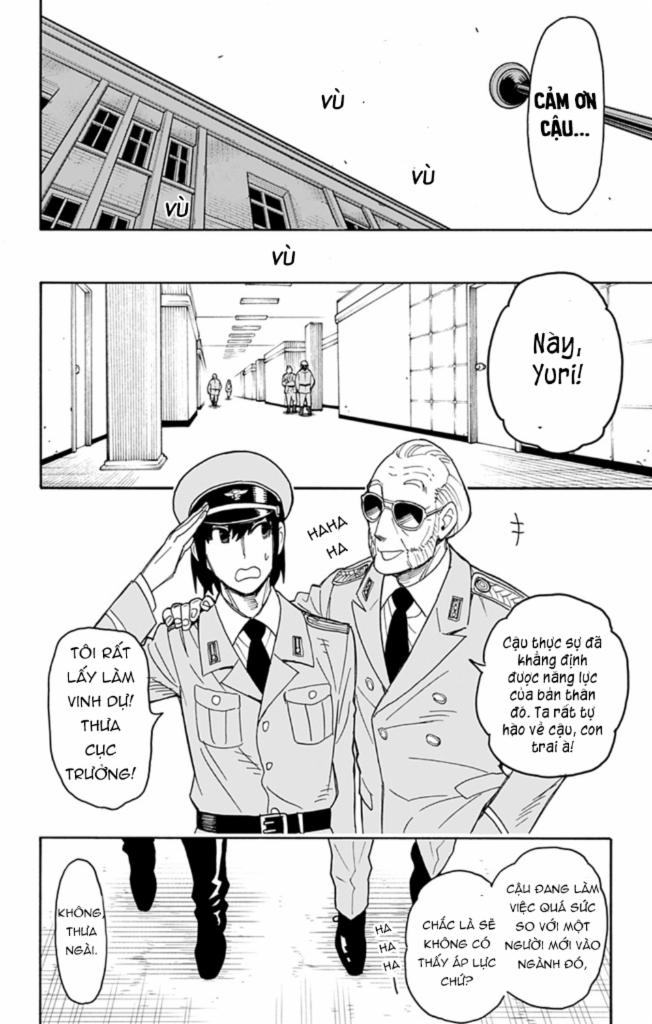 CẢM ƠN
CẬU...
VÙ
VÙ
VÙ
VÙ
Này,
Yuri!
HAHA
HA
Cậu thực sự đã
khẳng định
được năng lực
của bản thân
đó. Ta rất tự
hào về cậu, con
trai à!
TÔI RẤT
LẤY LÀM
VINH DỰ!
THƯA
CỤC
TRƯỞNG!
CẬU ĐANG LÀM
VIỆC QUÁ SỨC
SO VỚI MỘT
NGƯỜI MỚI VÀO
NGÀNH ĐÓ,
CHẮC LÀ SẼ
KHÔNG CÓ
THẤY ÁP LỰC
CHỨ?
HA
HA
HA
KHÔNG,
THƯA
NGÀI.